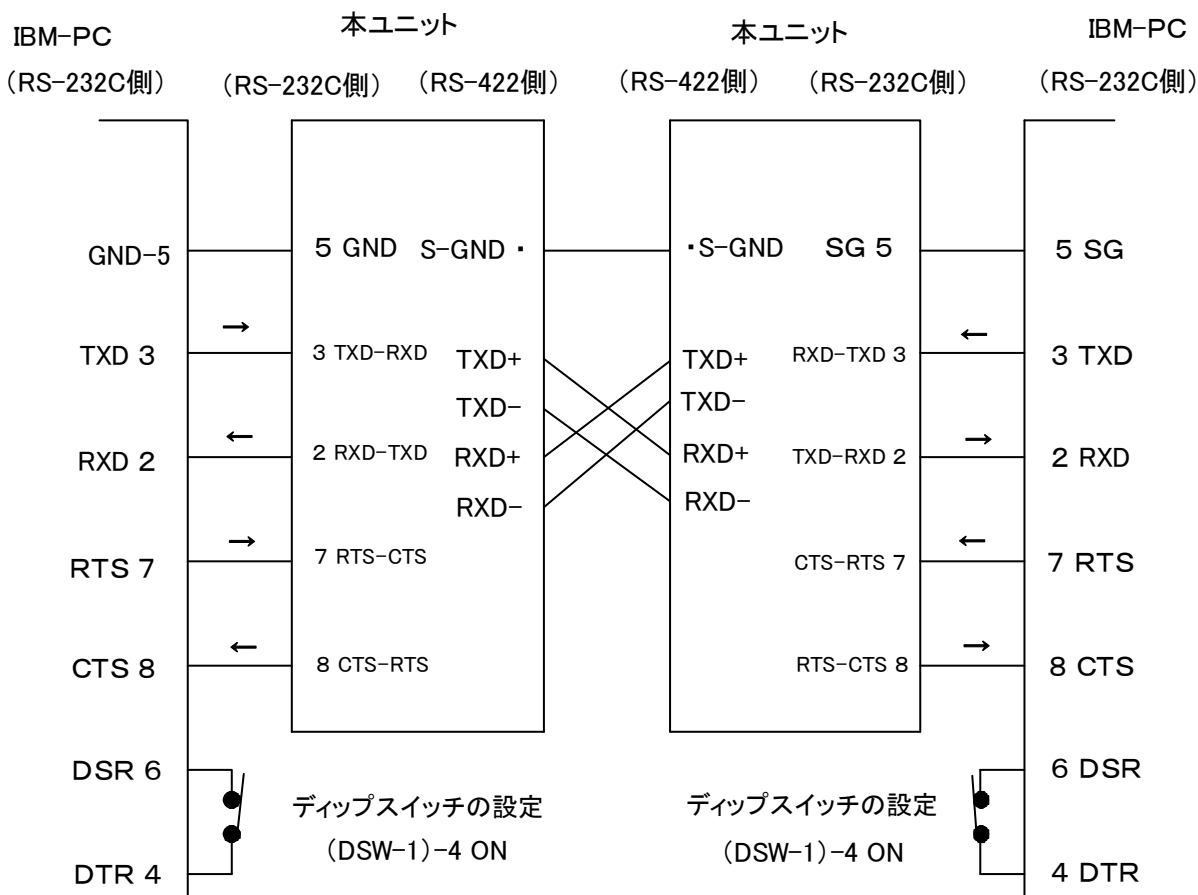 IBM-PC 本ユニット 本ユニット IBM-PC
(RS-232C側) (RS-232C側) (RS-422側) (RS-422側) (RS-232C側) (RS-232C側)
GND-5 5 GND S-GND・ ・S-GND SG 5 5 SG
→ ←
TXD 3 3 TXD-RXD TXD+ TXD+ RXD-TXD 3 3 TXD
TXD- TXD-
← →
RXD 2 2 RXD-TXD RXD+ RXD+ TXD-RXD 2 2 RXD
RXD- RXD-
→ ←
RTS 7 7 RTS-CTS CTS-RTS 7 7 RTS
← →
CTS 8 8 CTS-RTS RTS-CTS 8 8 CTS
DSR 6 6 DSR
ディップスイッチの設定 ディップスイッチの設定
(DSW-1)-4 ON (DSW-1)-4 ON
DTR 4 4 DTR